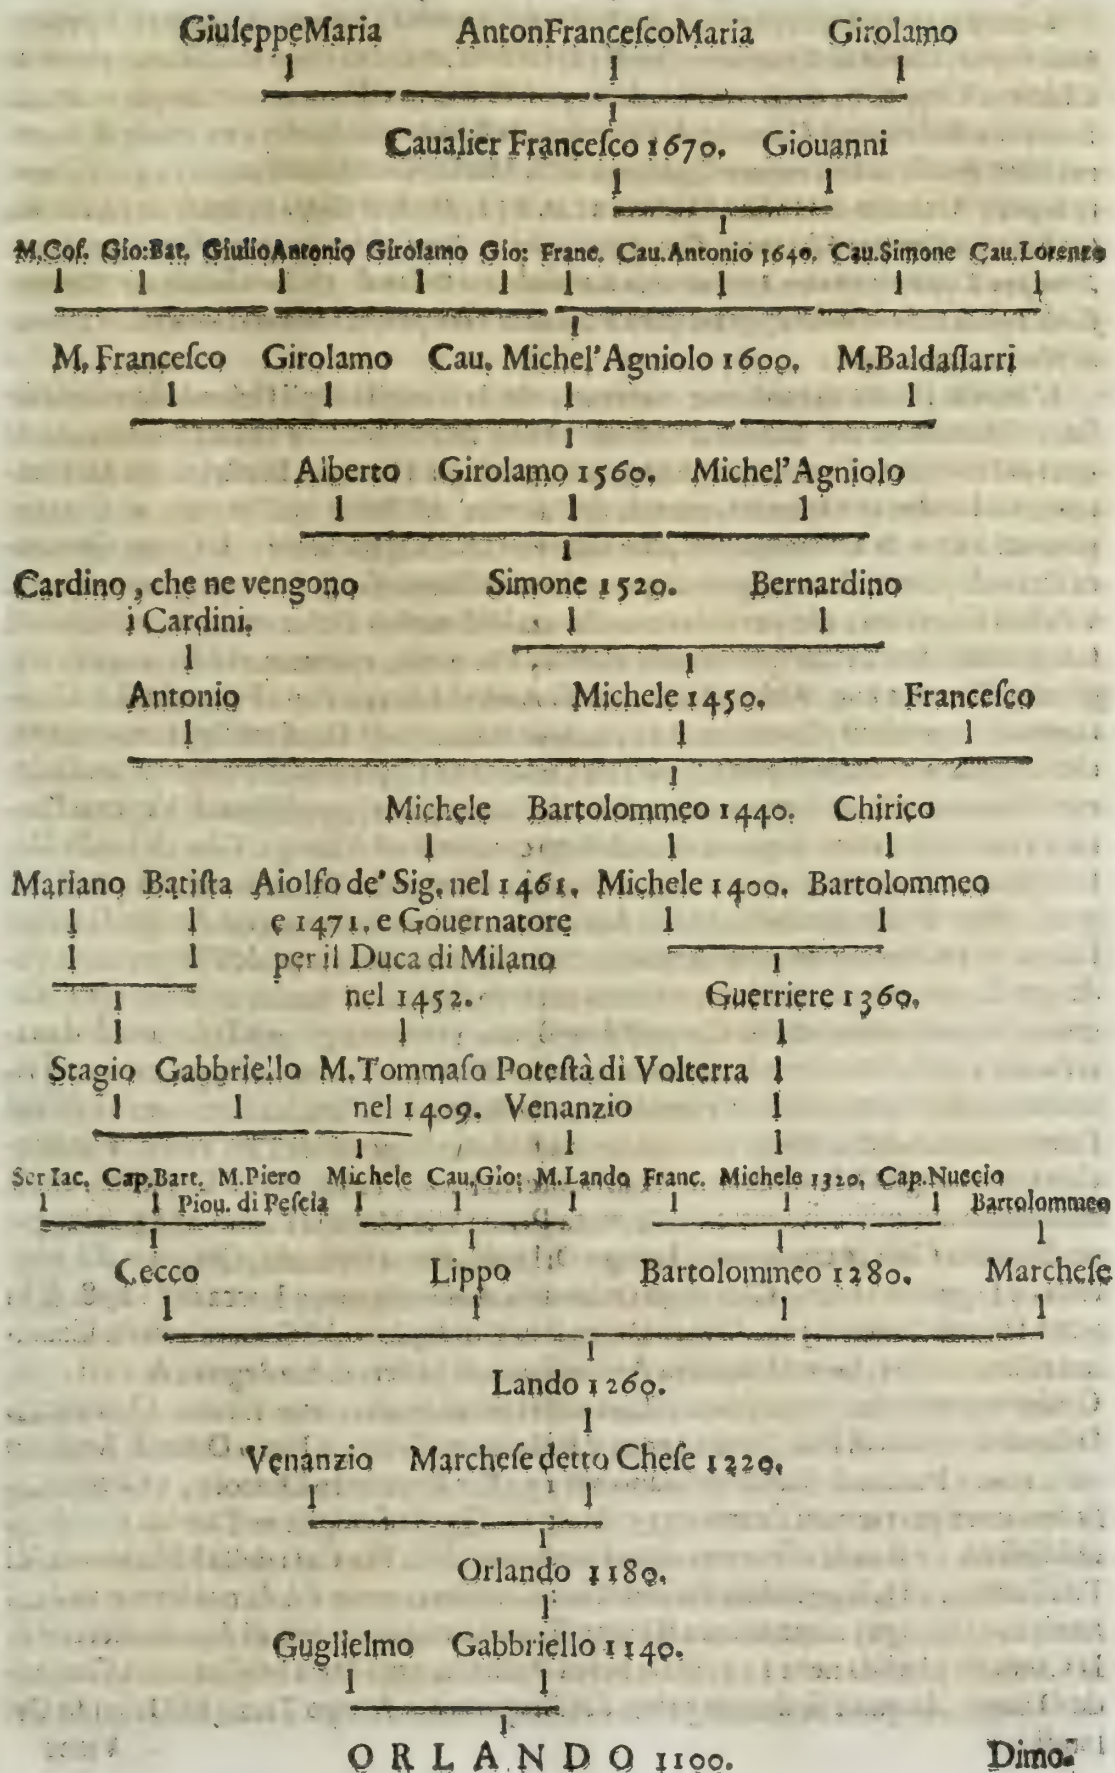 GiuſeppeMaria AntonFranceſcoMaria Girolamo
Caualier Franceſco 1670. Giouanni
M.Coſ. Gio:Bat. GiulioAntonio Girolamo Gio: Franc. Cau.Antonio 1640. Cau.Simone Cau.Lorenzo
M. Franceſco Girolamo Cau. Michel'Agniolo 1600. M.Baldaſſarri
Alberto Girolamo 1560. Michel'Agniolo
Cardino, che ne vengono Simone 1520. Bernardino
i Cardini.
Antonio Michele 1450. Franceſco
Michele Bartolommeo 1440. Chirico
Mariano Batiſta Aiolfo de' Sig. nel 1461. Michele 1400. Bartolommeo
e 1471. e Gouernatore
per il Duca di Milano
nel 1452. Guerriere 1360.
Stagio Gabbriello M.Tommaſo Poteſtà di Volterra
nel 1409. Venanzio
Ser Iac. Cap.Bart. M.Piero Michele Cau.Gio: M.Lando Franc. Michele 1320. Cap.Nuccio
Piou. di Peſcia Bartolommeo
Cecco Lippo Bartolommeo 1280. Marcheſe
Lando 1260.
Venanzio Marcheſe detto Cheſe 1220.
Orlando 1180.
Guglielmo Gabbriello 1140.
ORLANDO 1100. Dimo-